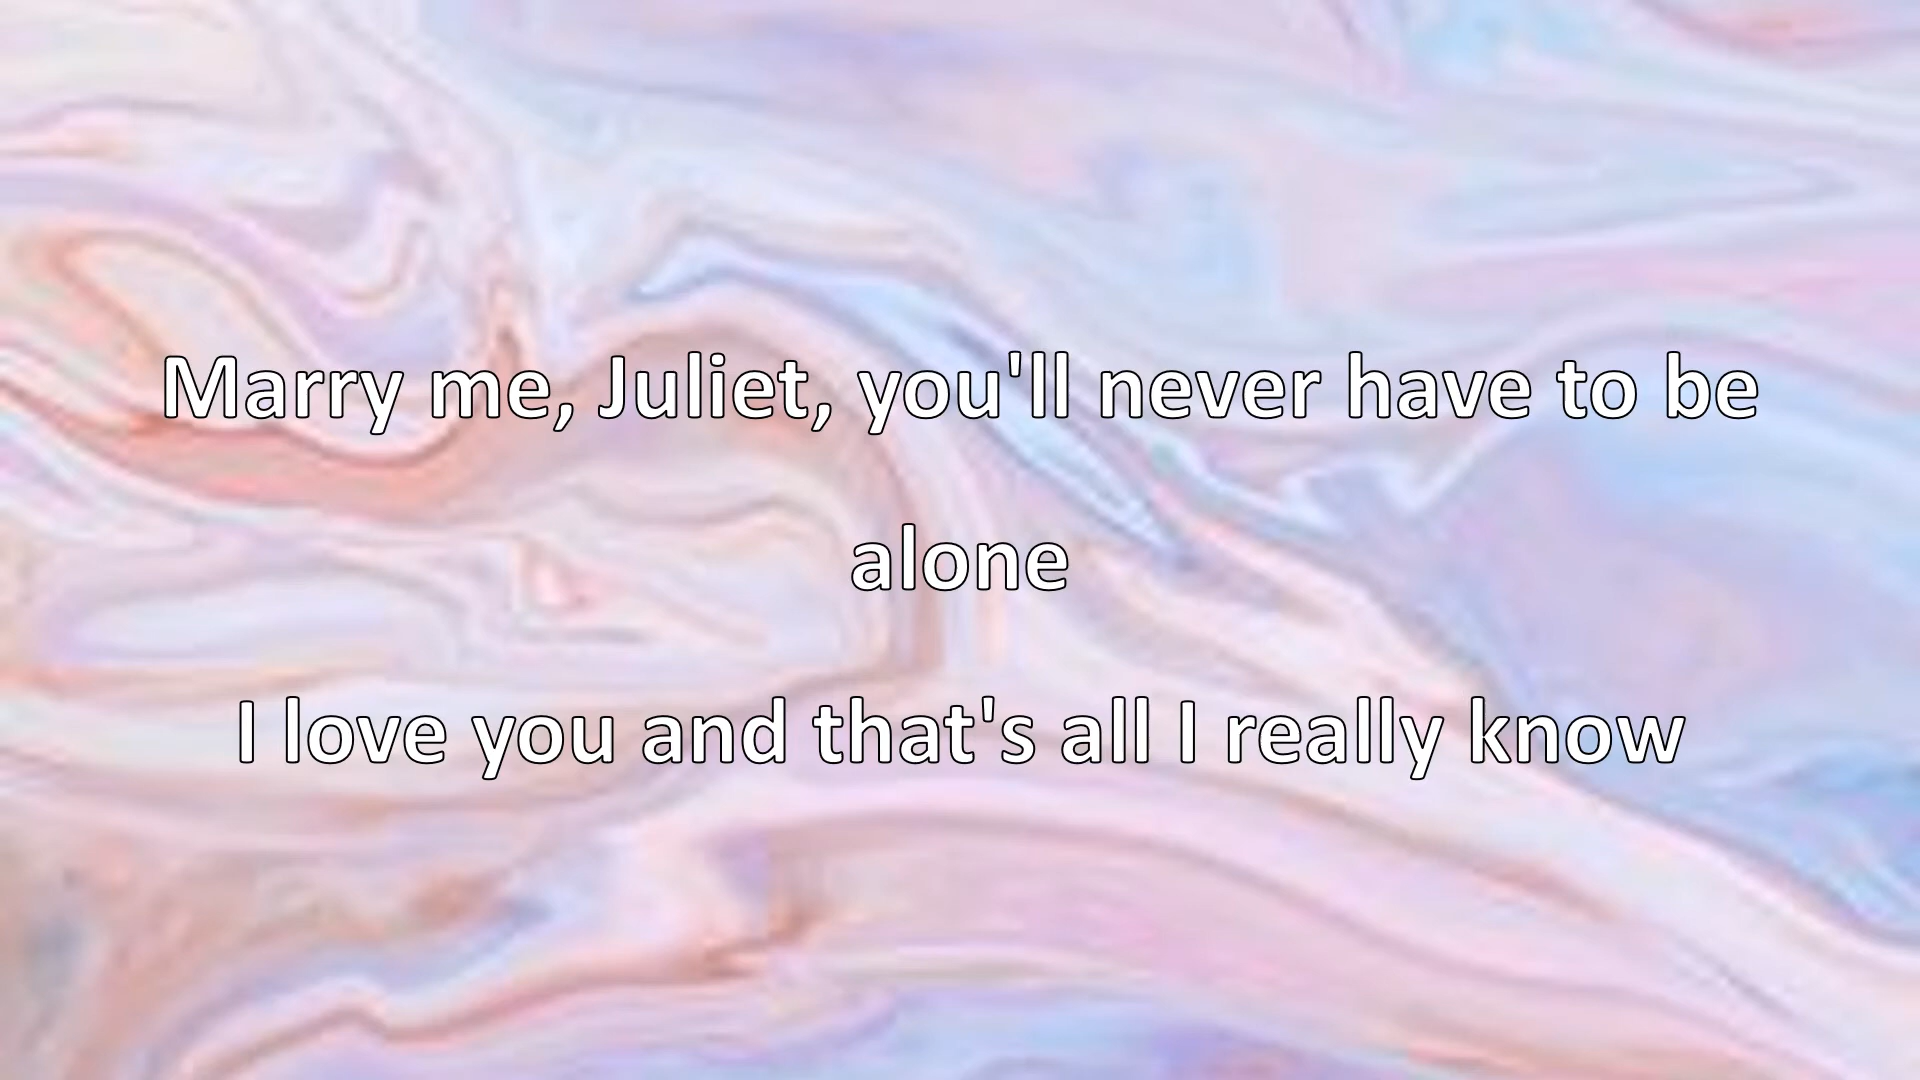 Marry me, Juliet, you'll never have to be
alone
I love you and that's all I really know